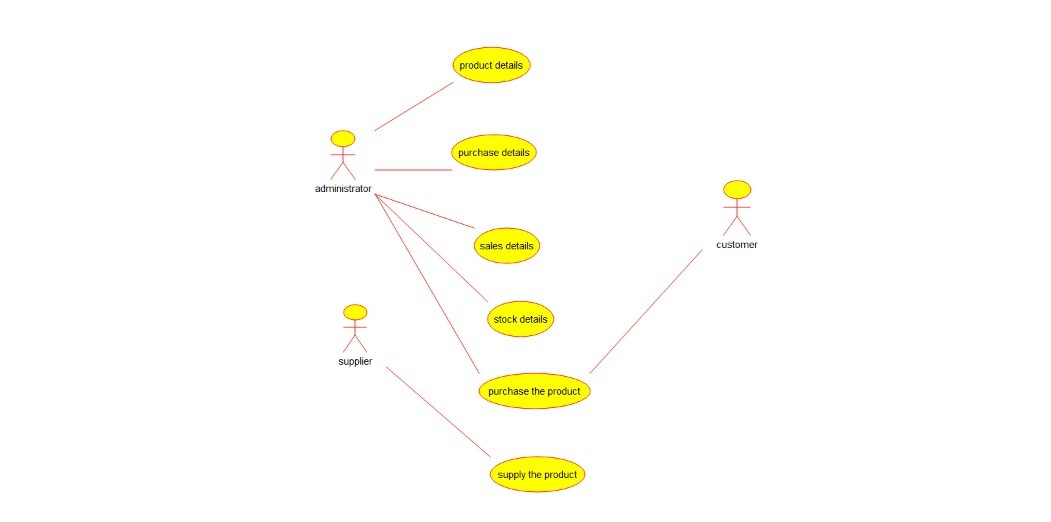 product details
purchase details
administrator
sales details
customer
stock details
supplier
purchase the product
supply the product